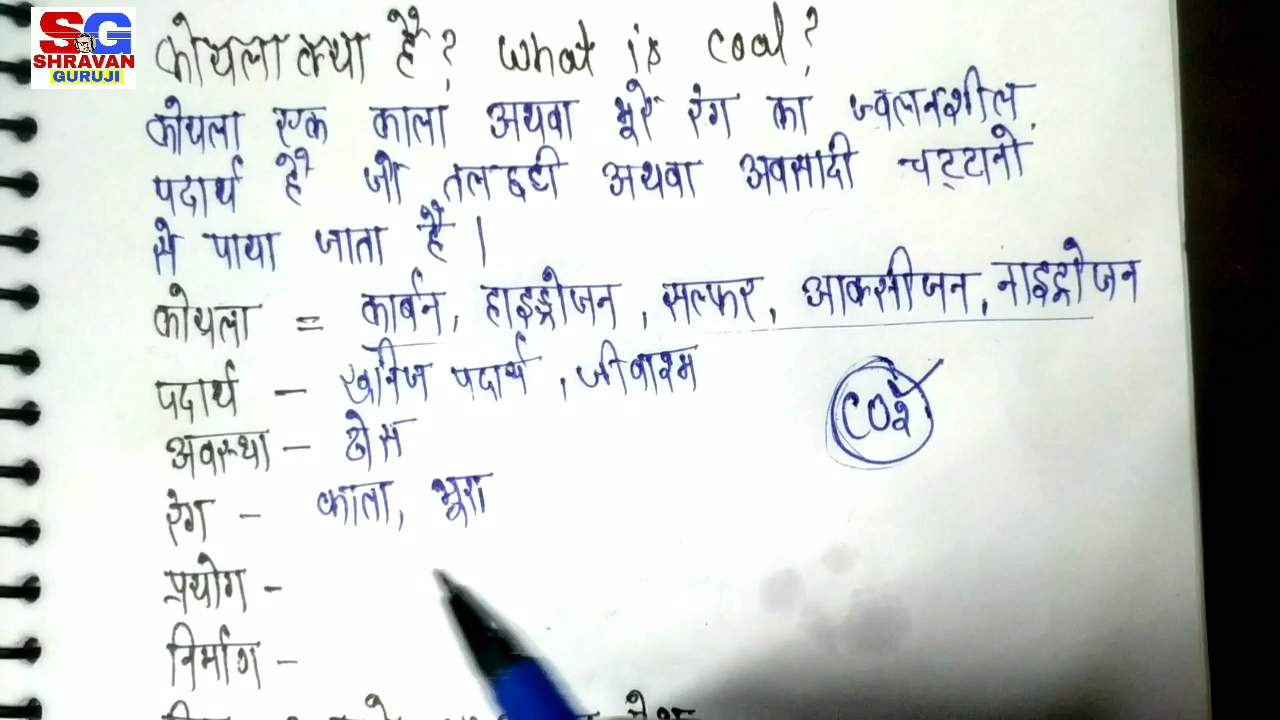 SG
SHRAVAN
GURUJI
कोयला क्या है? What is coal?
कोयला एक काला अथवा भूरे रंग का ज्वलनशील
पदार्थ है जो तलछटी अथवा अवसादी चट्टानो
से पाया जाता है।
कोयला = कार्बन, हाइड्रोजन, सल्फर, आक्सीजन, नाइट्रोजन
पदार्थ - खनिज पदार्थ, जीवाश्म
CO२
अवस्था - ठोस
रंग - काला, भूरा
प्रयोग -
निर्माण -